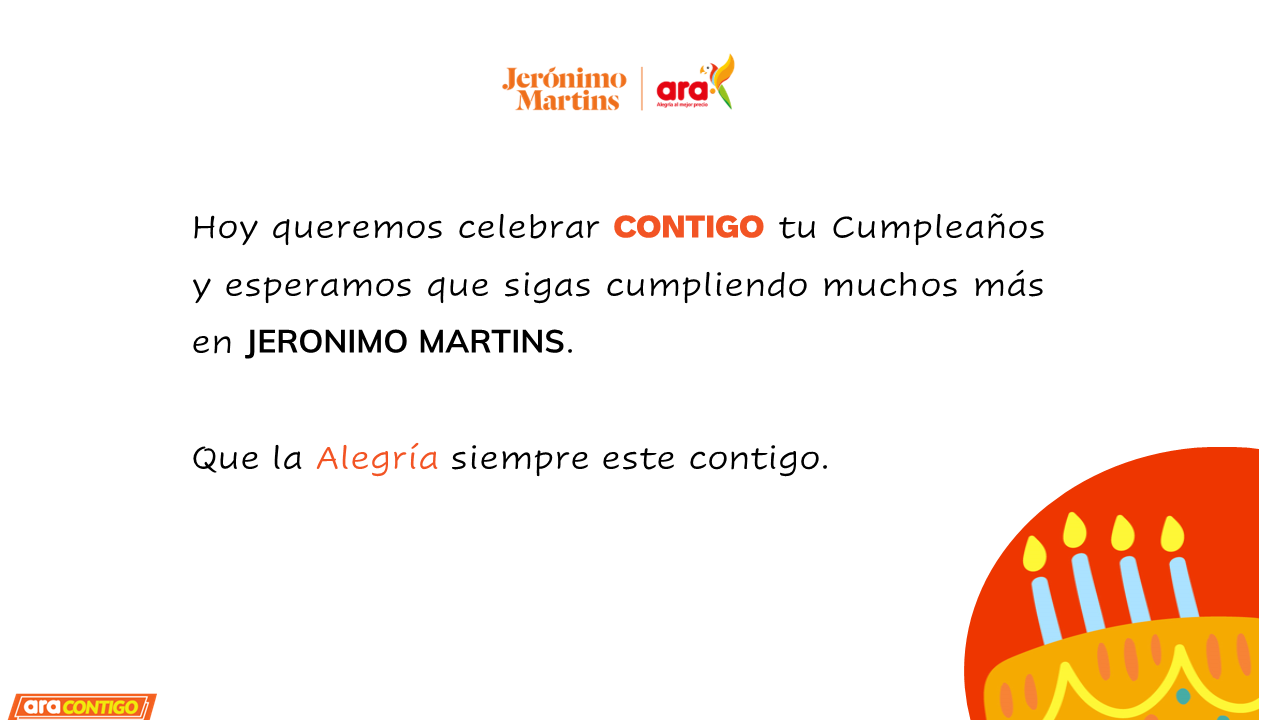 Jerónimo
Martins
ara
Alegría al mejor precio
Hoy queremos celebrar CONTIGO tu Cumpleaños
y esperamos que sigas cumpliendo muchos más
en JERONIMO MARTINS.
Que la Alegría siempre este contigo.
ara CONTIGO